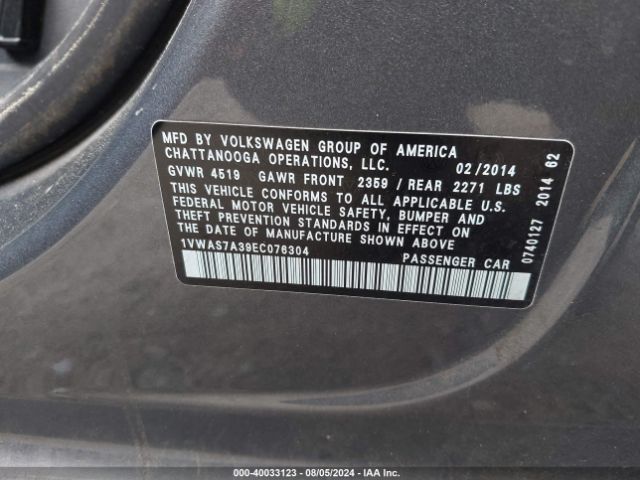 MFD BY VOLKSWAGEN GROUP OF AMERICA
CHATTANOOGA OPERATIONS, LLC. 02/2014
GVWR 4519 GAWR FRONT 2359 / REAR 2271 LBS
THIS VEHICLE CONFORMS TO ALL APPLICABLE U.S.
FEDERAL MOTOR VEHICLE SAFETY, BUMPER AND
THEFT PREVENTION STANDARDS IN EFFECT ON
THE DATE OF MANUFACTURE SHOWN ABOVE
1VWAS7A39EC076304 PASSENGER CAR
0740127 2014 62
000-40033123 - 08/05/2024 - IAA Inc.